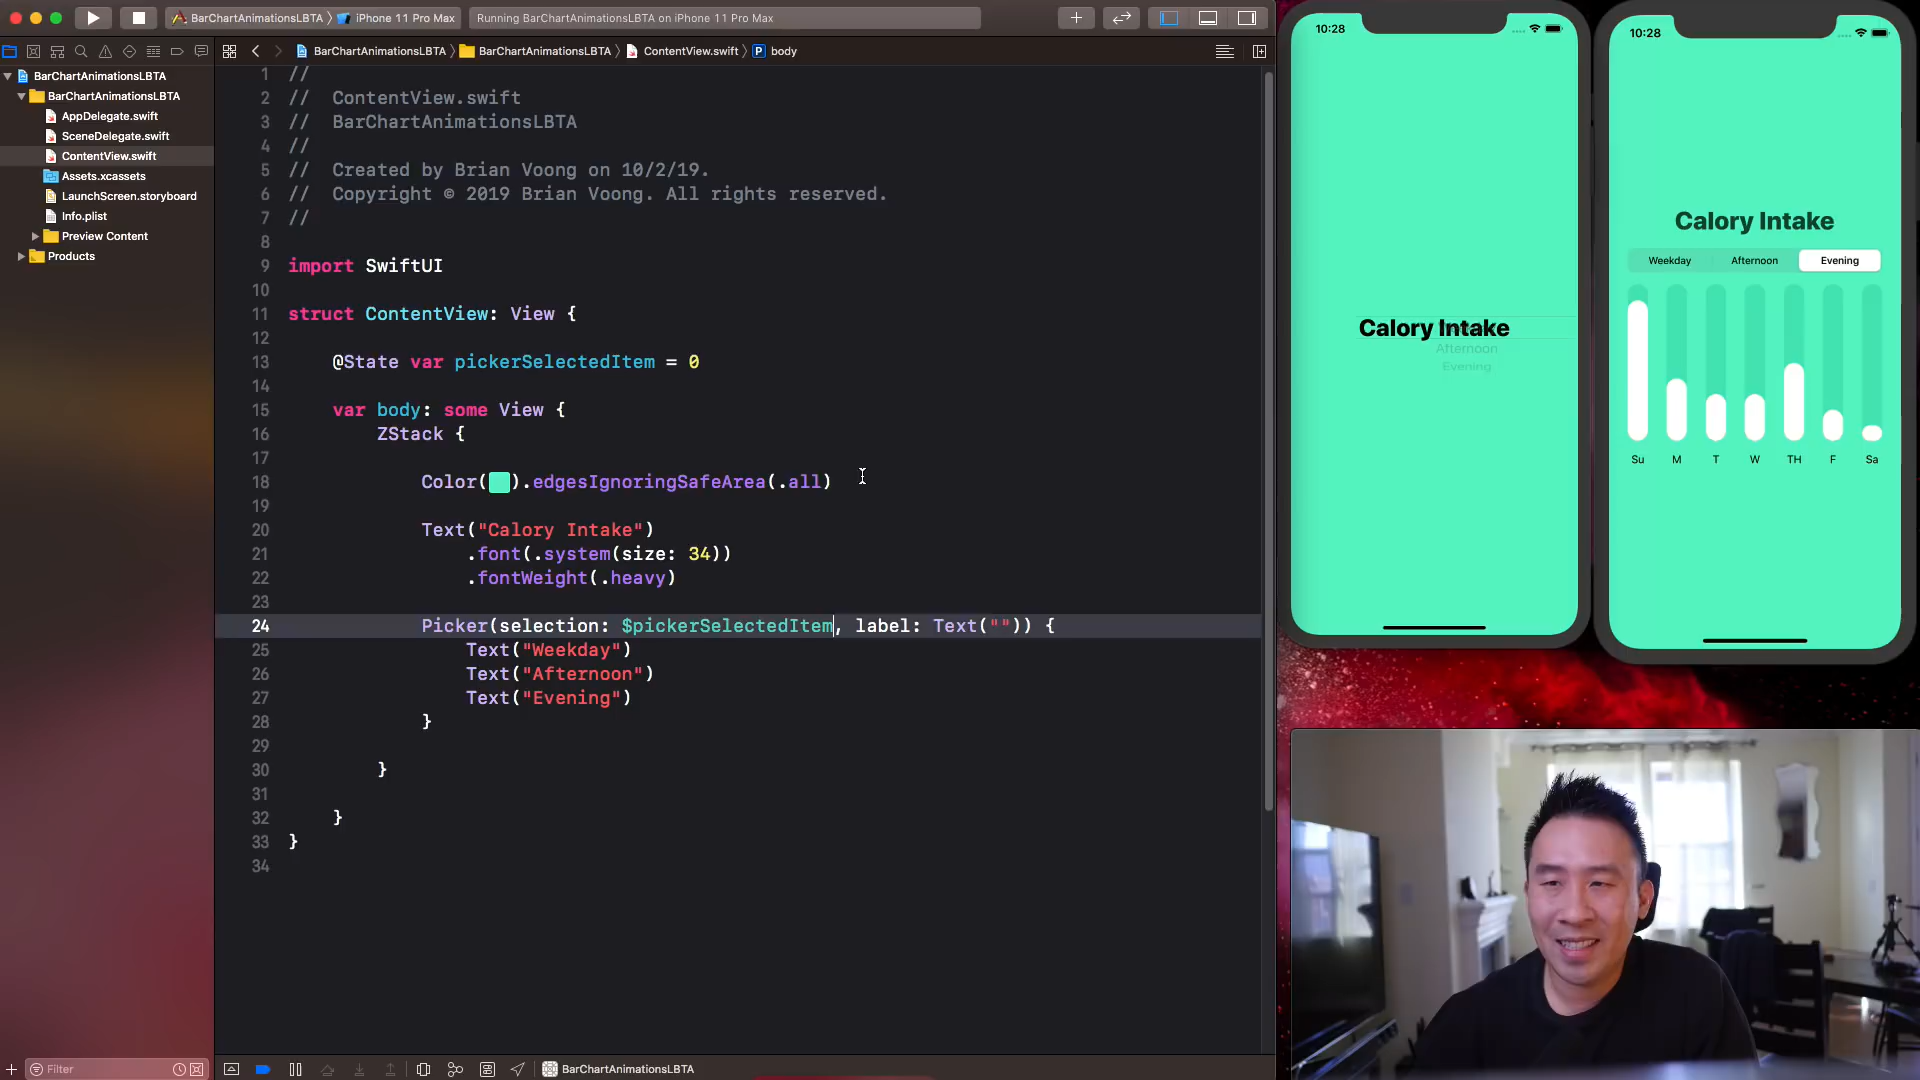 BarChartAnimationsLBTA
iPhone 11 Pro Max
Running BarChartAnimationsLBTA on iPhone 11 Pro Max
BarChartAnimationsLBTA
BarChartAnimationsLBTA
ContentView.swift
P
body
BarChartAnimationsLBTA
BarChartAnimationsLBTA
AppDelegate.swift
SceneDelegate.swift
ContentView.swift
Assets.xcassets
LaunchScreen.storyboard
Info.plist
Preview Content
Products
1 //
2 // ContentView.swift
3 // BarChartAnimationsLBTA
4 //
5 // Created by Brian Voong on 10/2/19.
6 // Copyright © 2019 Brian Voong. All rights reserved.
7 //
8
9 import SwiftUI
10
11 struct ContentView: View {
12
13 @State var pickerSelectedItem = 0
14
15 var body: some View {
16 ZStack {
17
18 Color( ).edgesIgnoringSafeArea(.all)
19
20 Text("Calory Intake")
21 .font(.system(size: 34))
22 .fontWeight(.heavy)
23
24 Picker(selection: $pickerSelectedItem, label: Text("")) {
25 Text("Weekday")
26 Text("Afternoon")
27 Text("Evening")
28 }
29
30 }
31
32 }
33 }
34
Filter
BarChartAnimationsLBTA
10:28
Calory Intake
Afternoon
Evening
10:28
Calory Intake
Weekday Afternoon Evening
Su M T W TH F Sa